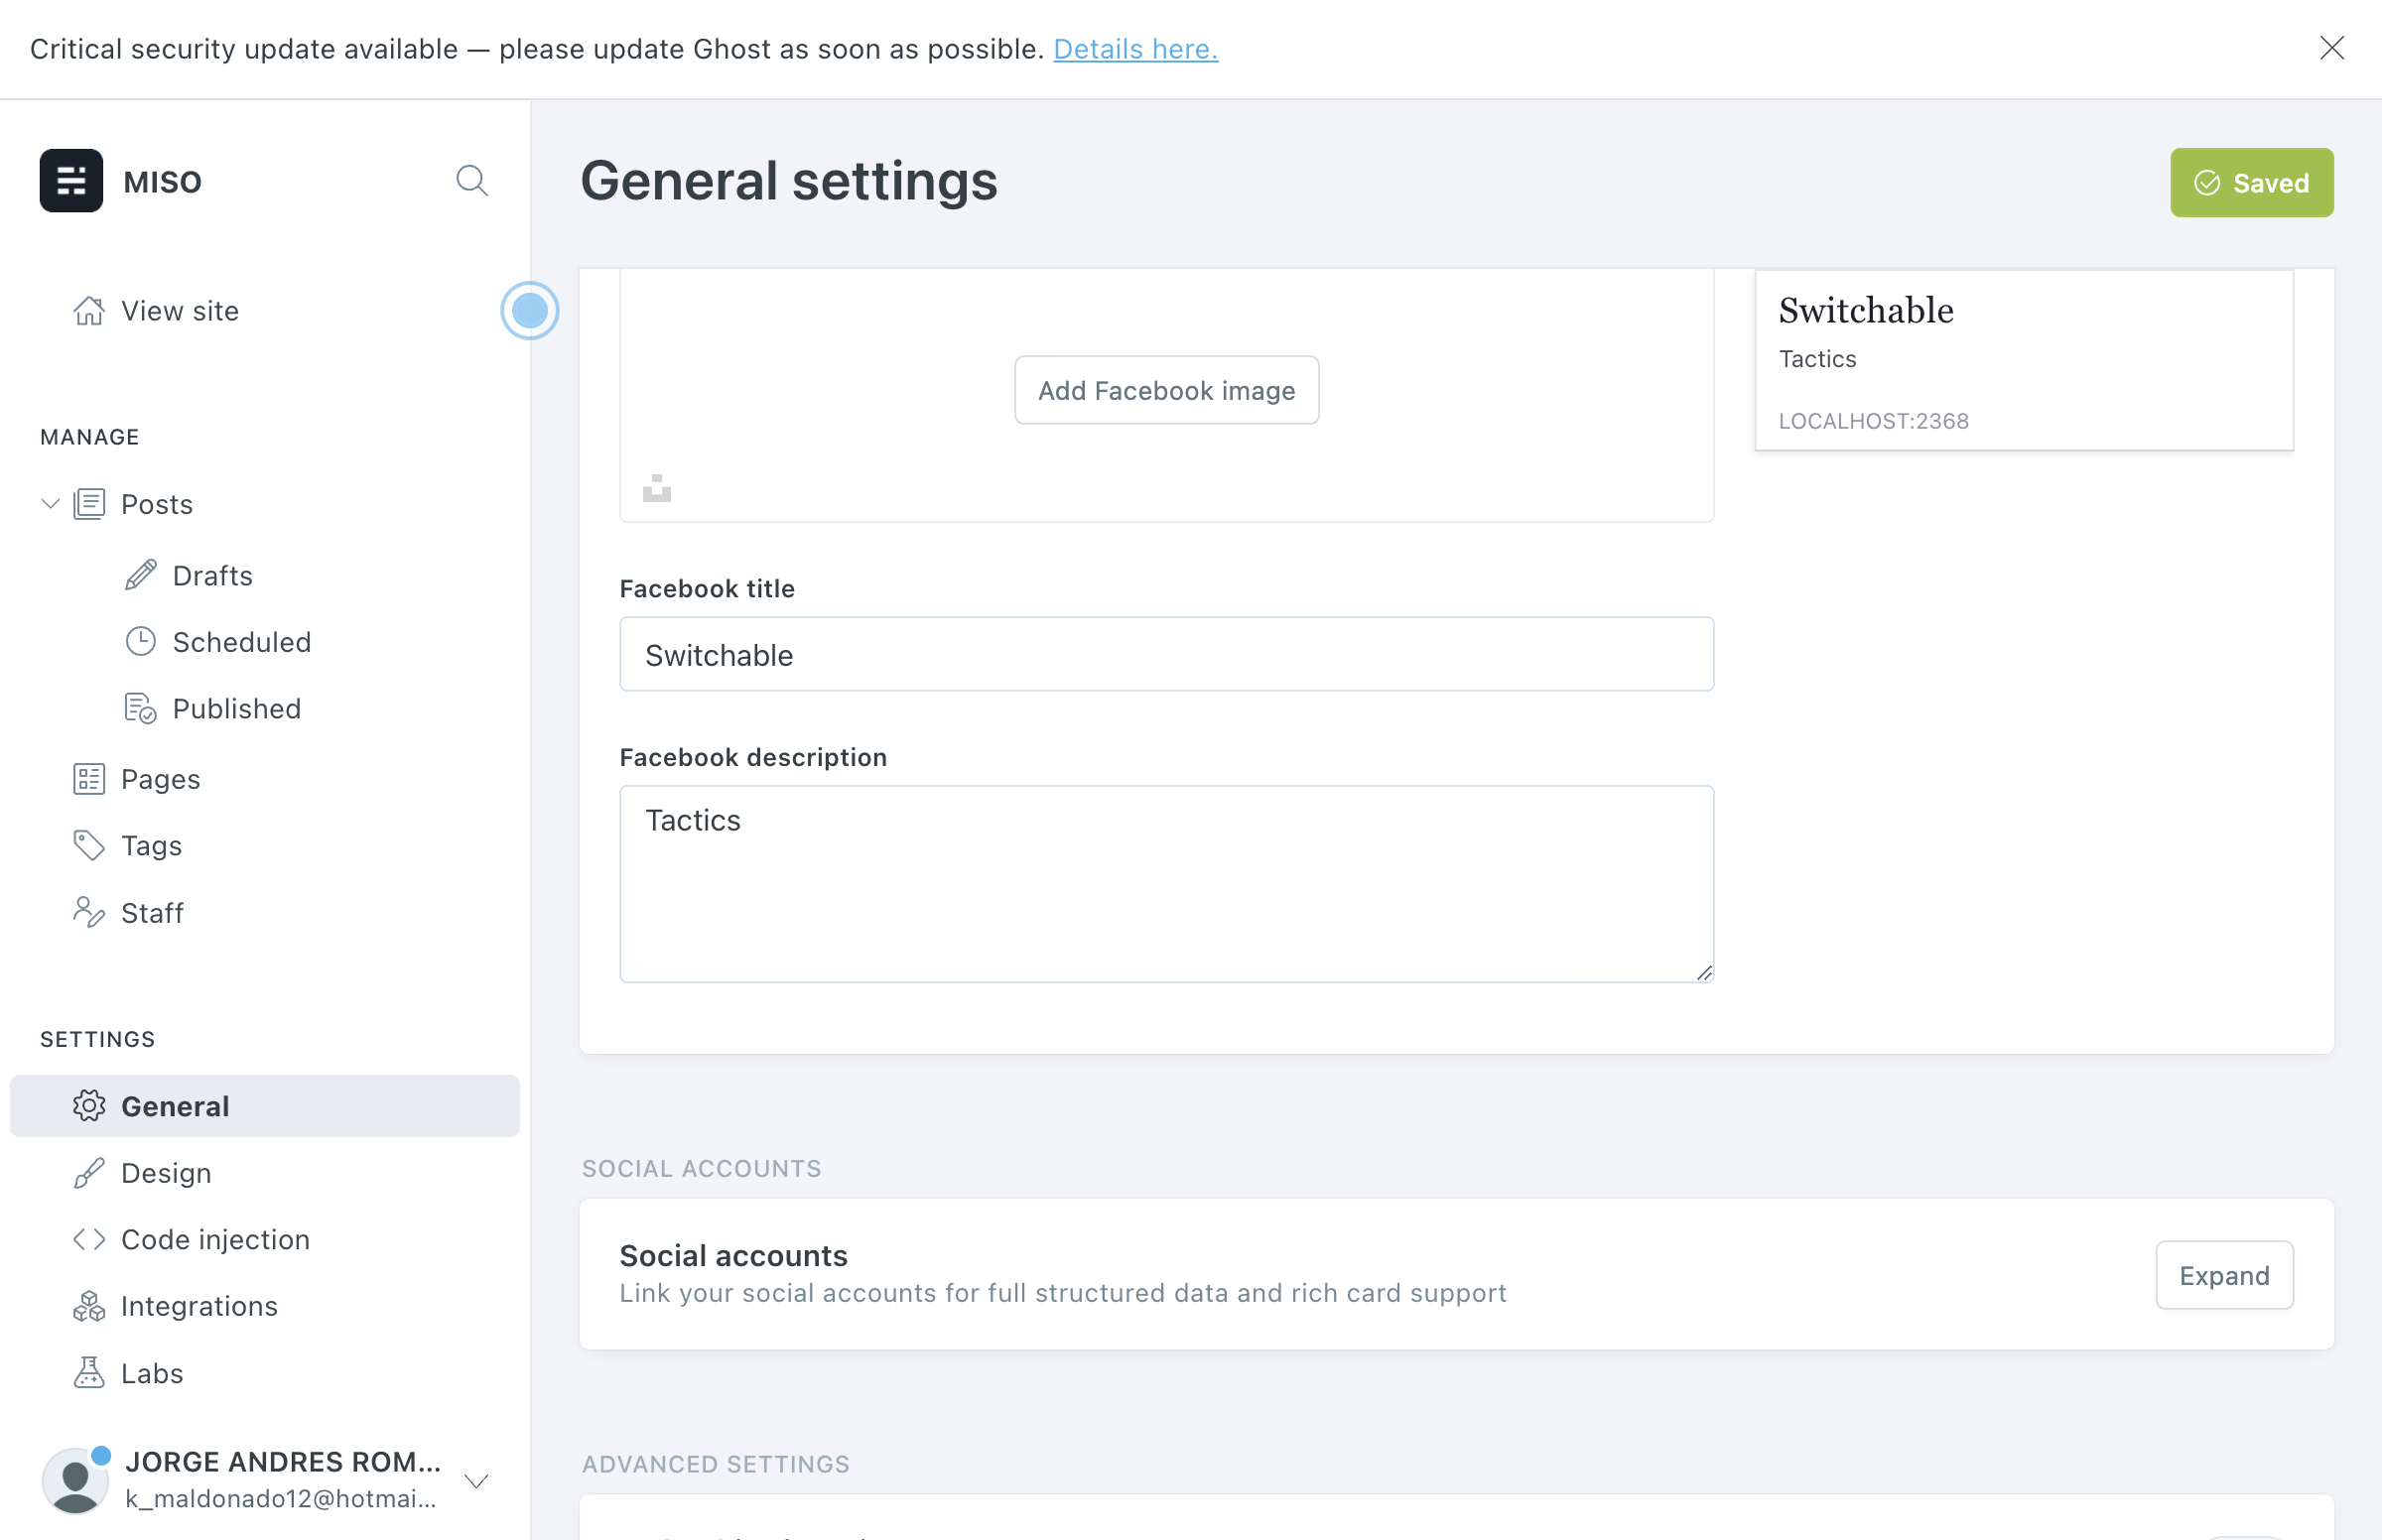 Critical security update available — please update Ghost as soon as possible. Details here.
MISO
View site
MANAGE
Posts
Drafts
Scheduled
Published
Pages
Tags
Staff
SETTINGS
General
Design
Code injection
Integrations
Labs
JORGE ANDRES ROM...
k_maldonado12@hotmai...
General settings
Saved
Add Facebook image
Switchable
Tactics
LOCALHOST:2368
Facebook title
Switchable
Facebook description
Tactics
SOCIAL ACCOUNTS
Social accounts
Link your social accounts for full structured data and rich card support
Expand
ADVANCED SETTINGS